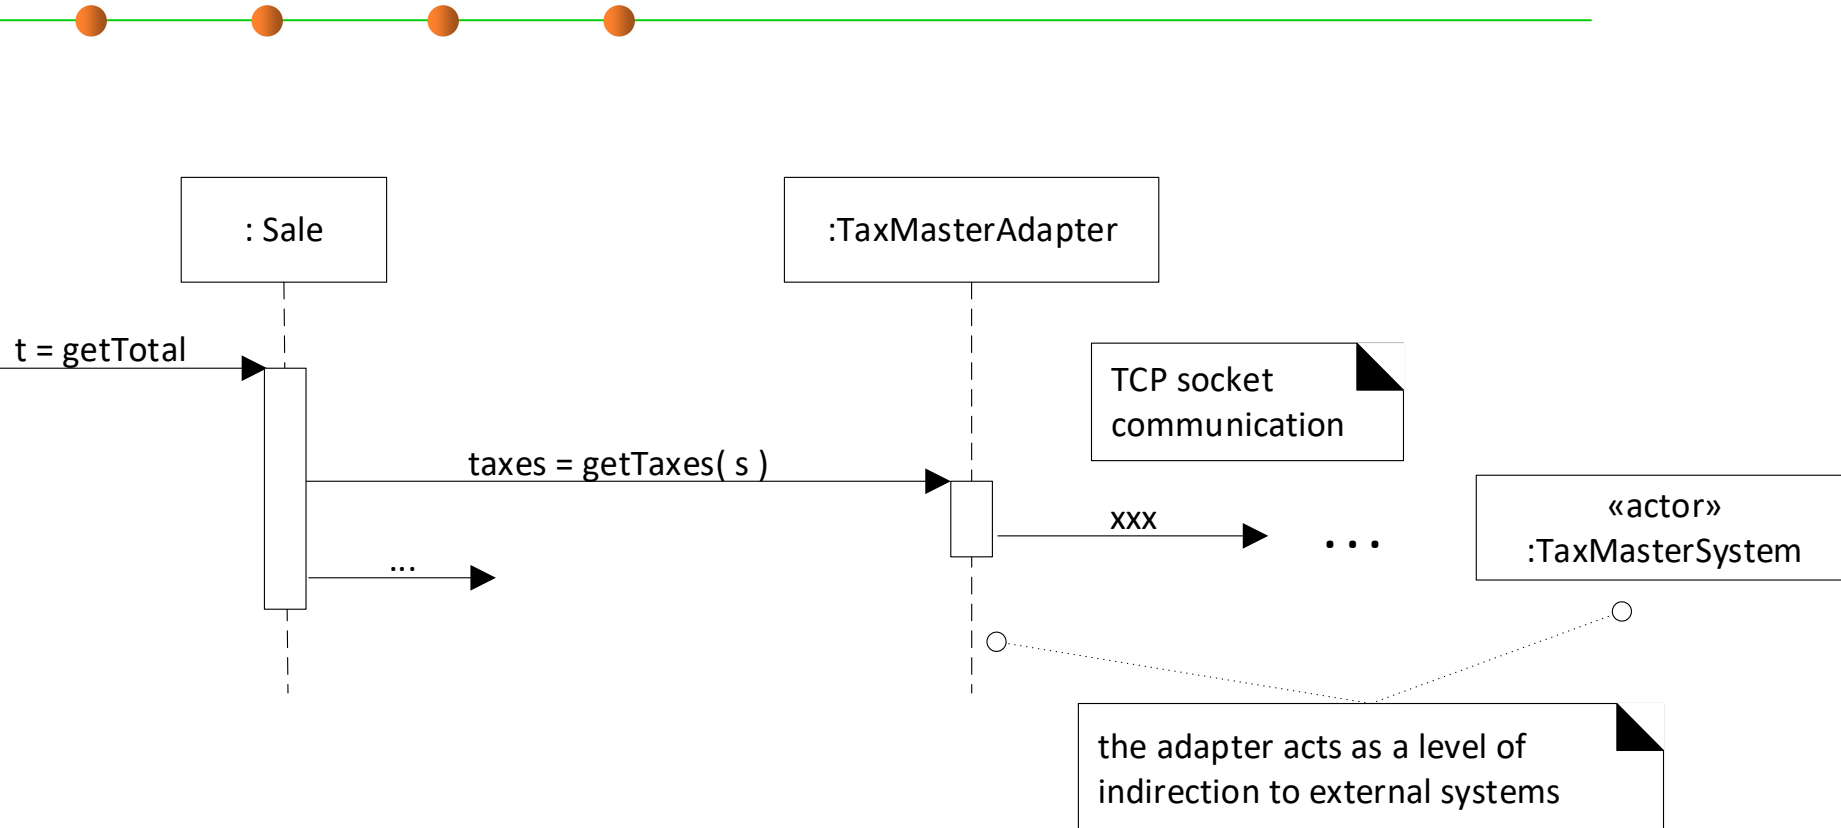 : Sale
:TaxMasterAdapter
t = getTotal
TCP socket
communication
taxes = getTaxes( s )
xxx
...
«actor»
:TaxMasterSystem
...
the adapter acts as a level of
indirection to external systems